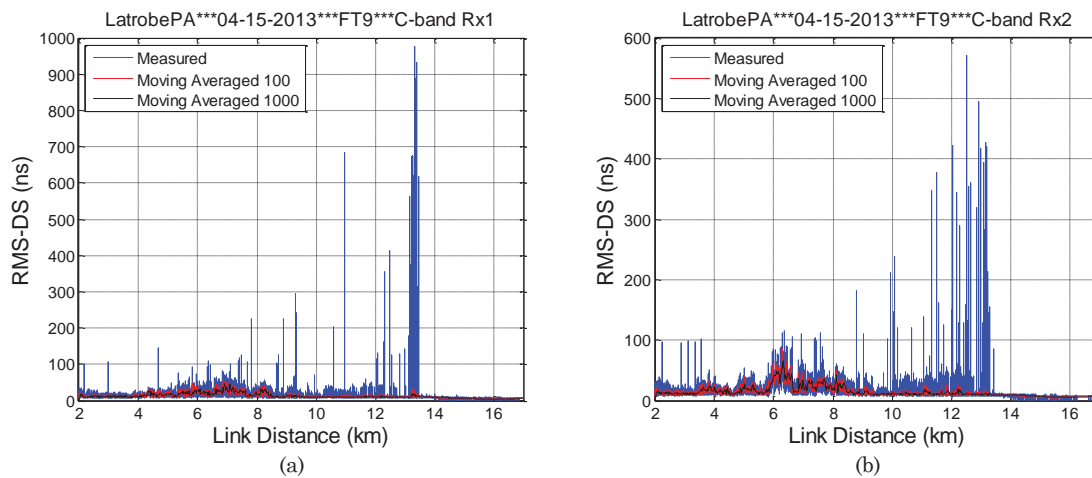 LatrobePA***04-15-2013***FT9***C-band Rx1
RMS-DS (ns)
1000
900
800
700
600
500
400
300
200
100
0
Measured
Moving Averaged 100
Moving Averaged 1000
2 4 6 8 10 12 14 16
Link Distance (km)
(a)
LatrobePA***04-15-2013***FT9***C-band Rx2
RMS-DS (ns)
600
500
400
300
200
100
0
Measured
Moving Averaged 100
Moving Averaged 1000
2 4 6 8 10 12 14 16
Link Distance (km)
(b)